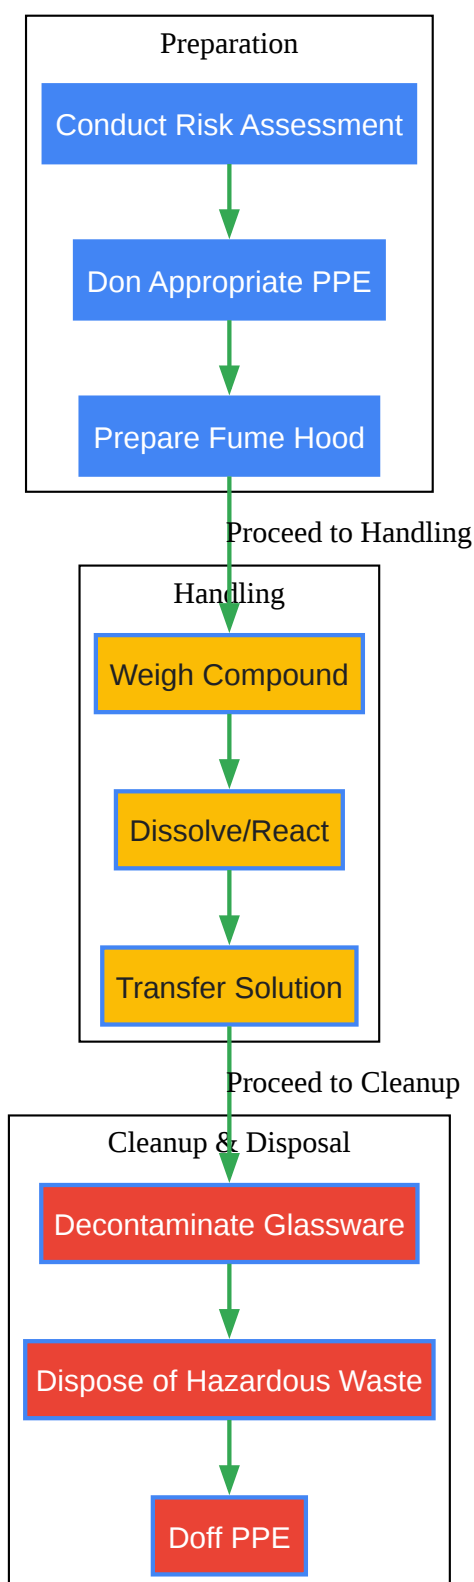 Preparation
Conduct Risk Assessment
Don Appropriate PPE
Prepare Fume Hood
Proceed to Handling
Handling
Weigh Compound
Dissolve/React
Transfer Solution
Proceed to Cleanup
Cleanup & Disposal
Decontaminate Glassware
Dispose of Hazardous Waste
Doff PPE